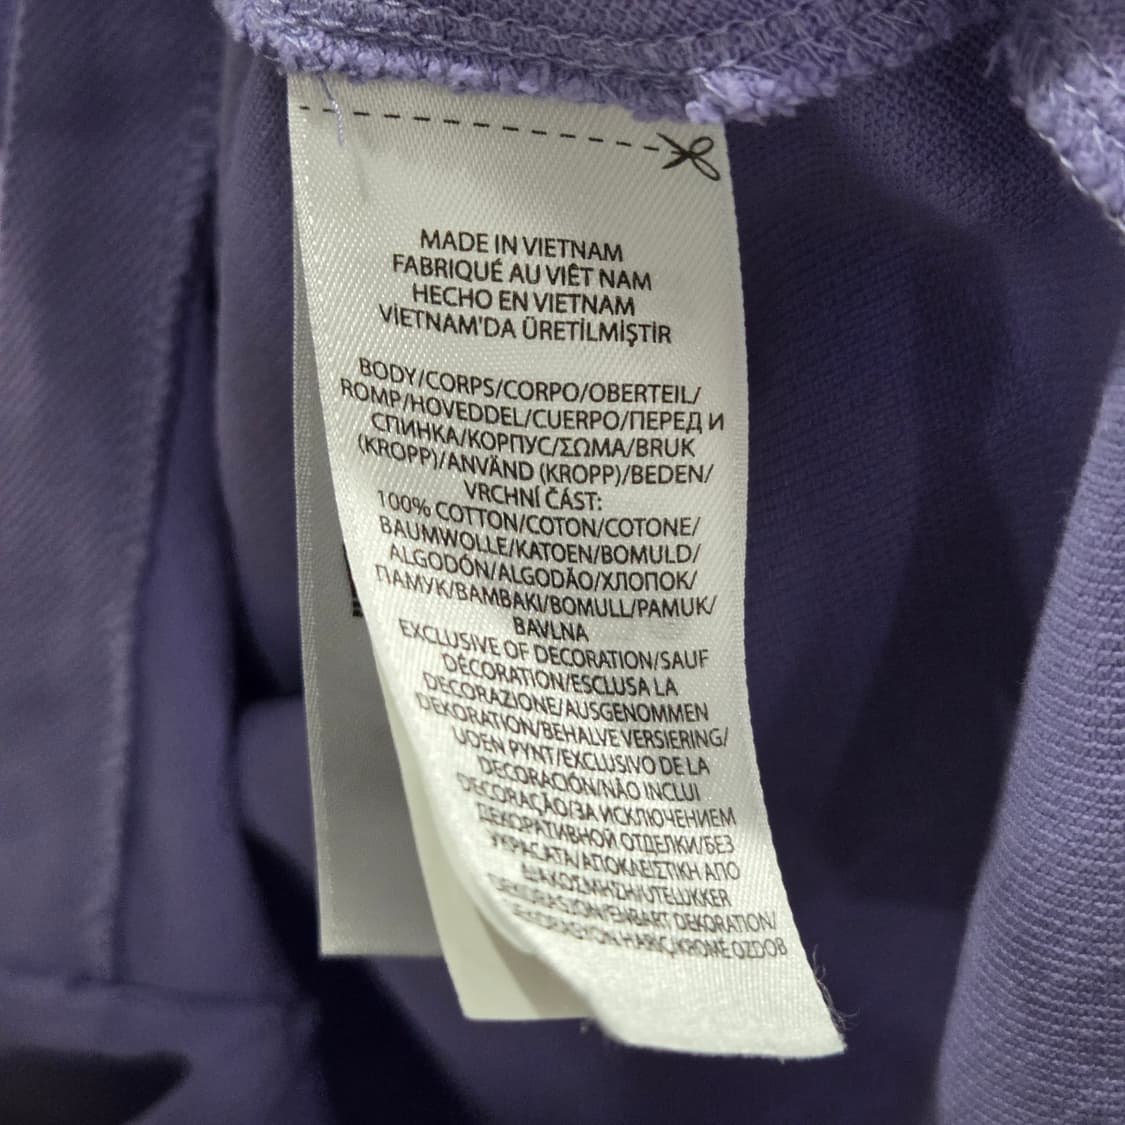 MADE IN VIETNAM
FABRIQUÉ AU VIÊT NAM
HECHO EN VIETNAM
VİETNAM'DA ÜRETİLMİŞTİR
BODY/CORPS/CORPO/OBERTEIL/
ROMP/HOVEDDEL/CUERPO/ПЕРЕД И
СПИНКА/КОРПУС/ΣΩΜΑ/BRUK
(KROPP)/ANVÄND (KROPP)/BEDEN/
VRCHNÍ ČÁST:
100% COTTON/COTON/COTONE/
BAUMWOLLE/KATOEN/BOMULD/
ALGODÓN/ALGODÃO/ХЛОПОК/
ПАМУК/ΒΑΜΒΑΚΙ/BOMULL/PAMUK/
BAVLNA
EXCLUSIVE OF DECORATION/SAUF
DÉCORATION/ESCLUSA LA
DECORAZIONE/AUSGENOMMEN
DEKORATION/BEHALVE VERSIERING/
UDEN PYNT/EXCLUSIVO DE LA
DECORACIÓN/NÃO INCLUI
DECORAÇÃO/ЗА ИСКЛЮЧЕНИЕМ
ДЕКОРАТИВНОЙ ОТДЕЛКИ/БЕЗ
УКРАСАТА/ΑΠΟΚΛΕΙΣΤΙΚΗ ΑΠΟ
ΔΙΑΚΟΣΜΗΣΗ/UTELUKKER
DEKORASJON/ENBART DEKORATION/
DEKORASYON HARİÇ/KROMĚ OZDOB